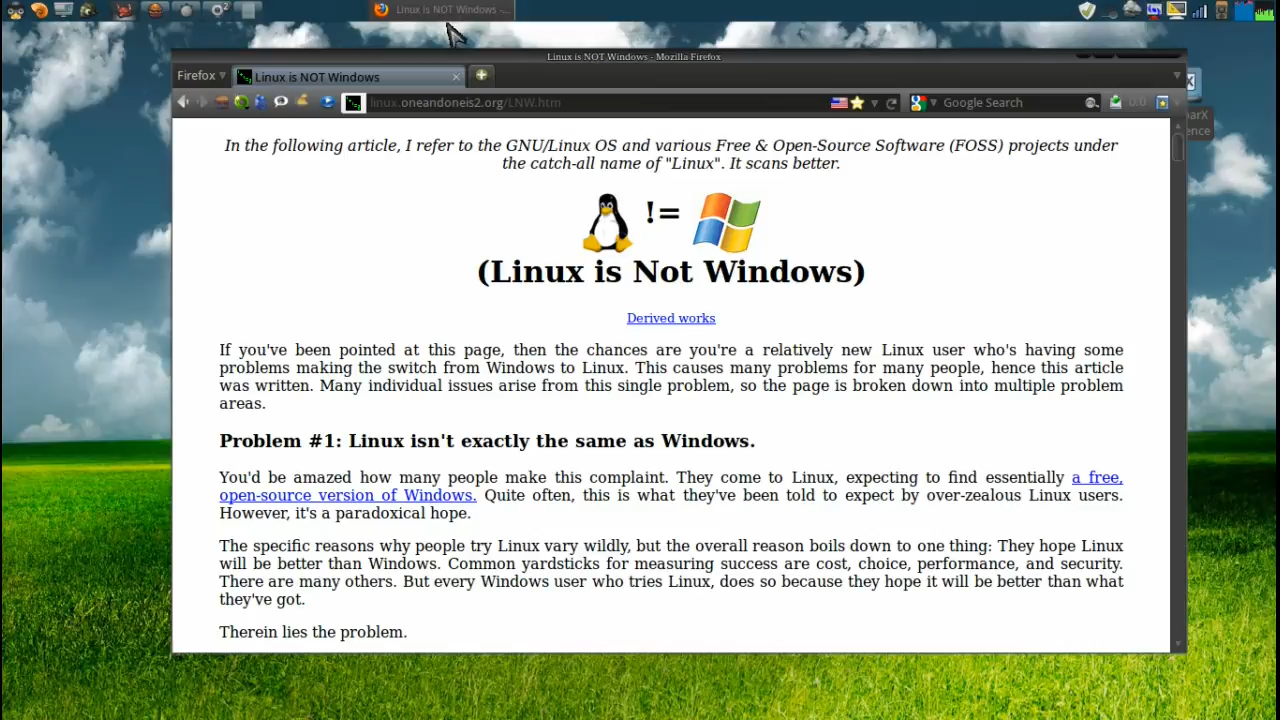 Linux is NOT Windows -...
Linux is NOT Windows - Mozilla Firefox
Firefox
Linux is NOT Windows
linux.oneandoneis2.org/LNW.htm
Google Search
0.0
In the following article, I refer to the GNU/Linux OS and various Free & Open-Source Software (FOSS) projects under
the catch-all name of "Linux". It scans better.
!=
(Linux is Not Windows)
Derived works
If you've been pointed at this page, then the chances are you're a relatively new Linux user who's having some
problems making the switch from Windows to Linux. This causes many problems for many people, hence this article
was written. Many individual issues arise from this single problem, so the page is broken down into multiple problem
areas.
Problem #1: Linux isn't exactly the same as Windows.
You'd be amazed how many people make this complaint. They come to Linux, expecting to find essentially a free,
open-source version of Windows. Quite often, this is what they've been told to expect by over-zealous Linux users.
However, it's a paradoxical hope.
The specific reasons why people try Linux vary wildly, but the overall reason boils down to one thing: They hope Linux
will be better than Windows. Common yardsticks for measuring success are cost, choice, performance, and security.
There are many others. But every Windows user who tries Linux, does so because they hope it will be better than what
they've got.
Therein lies the problem.